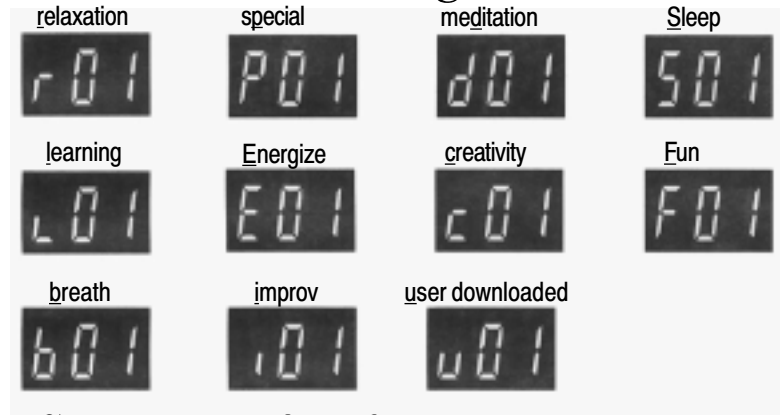 relaxation special meditation Sleep
r01 P01 d01 S01
learning Energize creativity Fun
L01 E01 c01 F01
breath improv user downloaded
b01 i01 u01